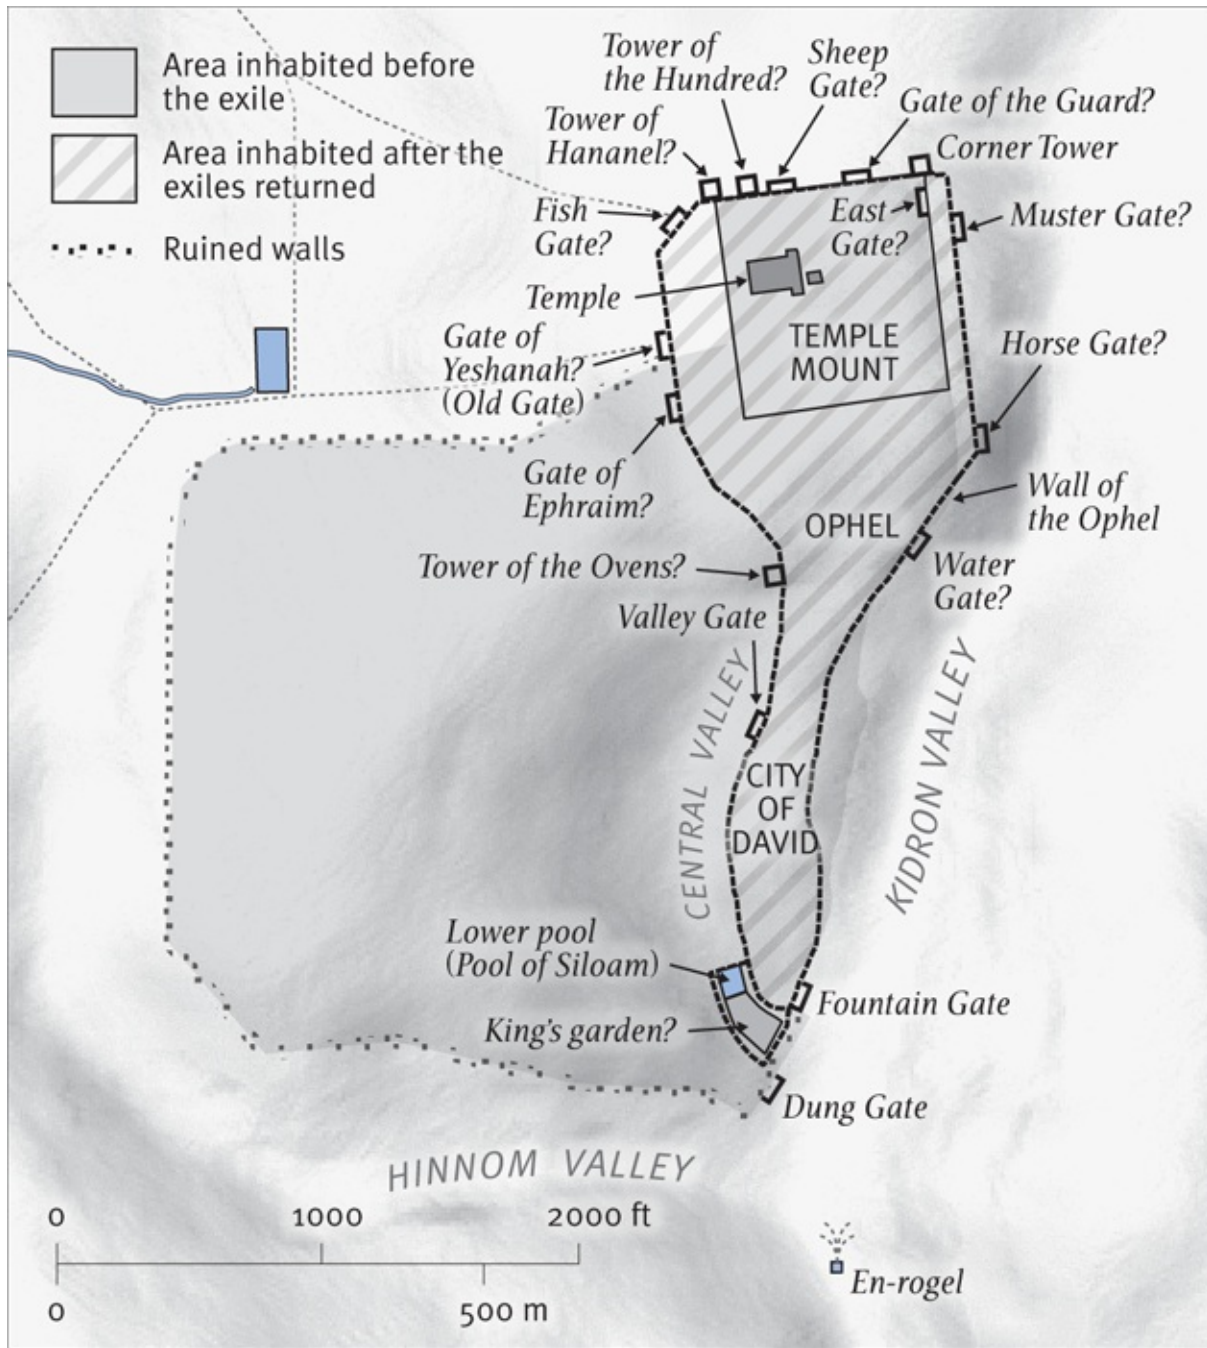 Area inhabited before
the exile
Area inhabited after the
exiles returned
Ruined walls
Tower of
the Hundred?
Sheep
Gate?
Gate of the Guard?
Tower of
Hananel?
Corner Tower
Fish
Gate?
East
Gate?
Muster Gate?
Temple
TEMPLE
MOUNT
Gate of
Yeshanah?
(Old Gate)
Horse Gate?
Gate of
Ephraim?
Wall of
the Ophel
OPHEL
Tower of the Ovens?
Water
Gate?
Valley Gate
CENTRAL VALLEY
KIDRON VALLEY
CITY
OF
DAVID
Lower pool
(Pool of Siloam)
Fountain Gate
King's garden?
Dung Gate
HINNOM VALLEY
0 1000 2000 ft
0 500 m
En-rogel